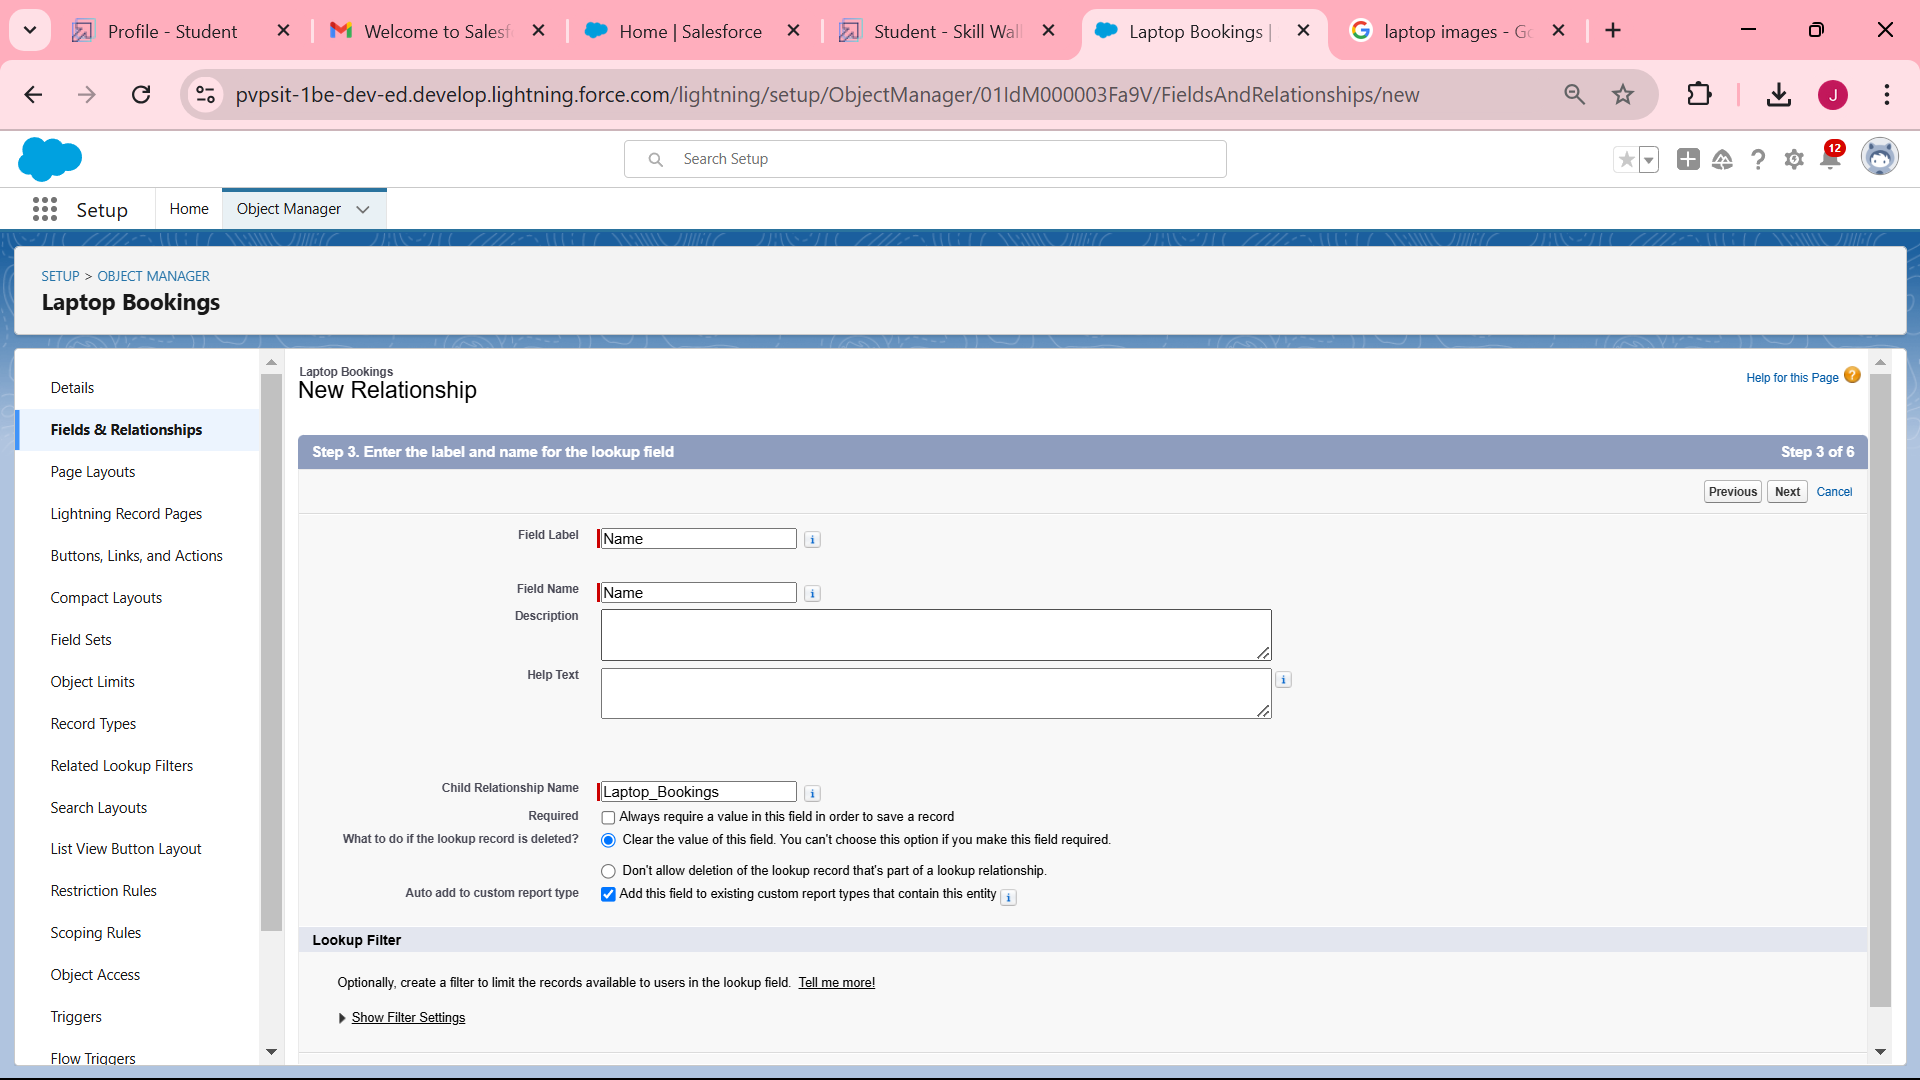 Profile - Student
Welcome to Salesf
Home | Salesforce
Student - Skill Wall
Laptop Bookings |
laptop images - Go
pvpsit-1be-dev-ed.develop.lightning.force.com/lightning/setup/ObjectManager/01IdM000003Fa9V/FieldsAndRelationships/new
J
Search Setup
12
Setup
Home
Object Manager
SETUP > OBJECT MANAGER
Laptop Bookings
Details
Fields & Relationships
Page Layouts
Lightning Record Pages
Buttons, Links, and Actions
Compact Layouts
Field Sets
Object Limits
Record Types
Related Lookup Filters
Search Layouts
List View Button Layout
Restriction Rules
Scoping Rules
Object Access
Triggers
Flow Triggers
Laptop Bookings
New Relationship
Help for this Page
Step 3. Enter the label and name for the lookup field
Step 3 of 6
Previous
Next
Cancel
Field Label
Name
Field Name
Name
Description
Help Text
Child Relationship Name
Laptop_Bookings
Required
Always require a value in this field in order to save a record
What to do if the lookup record is deleted?
Clear the value of this field. You can't choose this option if you make this field required.
Don't allow deletion of the lookup record that's part of a lookup relationship.
Auto add to custom report type
Add this field to existing custom report types that contain this entity
Lookup Filter
Optionally, create a filter to limit the records available to users in the lookup field. Tell me more!
Show Filter Settings